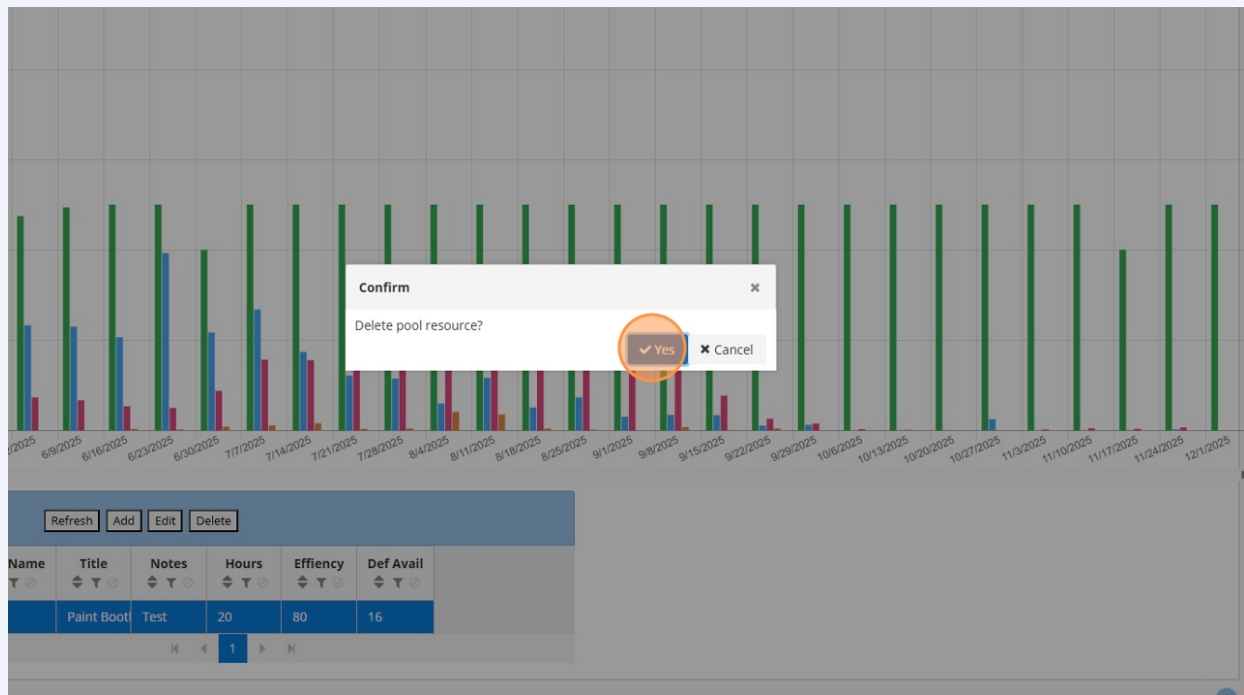 Confirm
Delete pool resource?
Yes Cancel
6/9/2025 6/16/2025 6/23/2025 6/30/2025 7/7/2025 7/14/2025 7/21/2025 7/28/2025 8/4/2025 8/11/2025 8/18/2025 8/25/2025 9/1/2025 9/8/2025 9/15/2025 9/22/2025 9/29/2025 10/6/2025 10/13/2025 10/20/2025 10/27/2025 11/3/2025 11/10/2025 11/17/2025 11/24/2025 12/1/2025
Refresh Add Edit Delete
Name Title Notes Hours Effiency Def Avail
Paint Booth Test 20 80 16
1